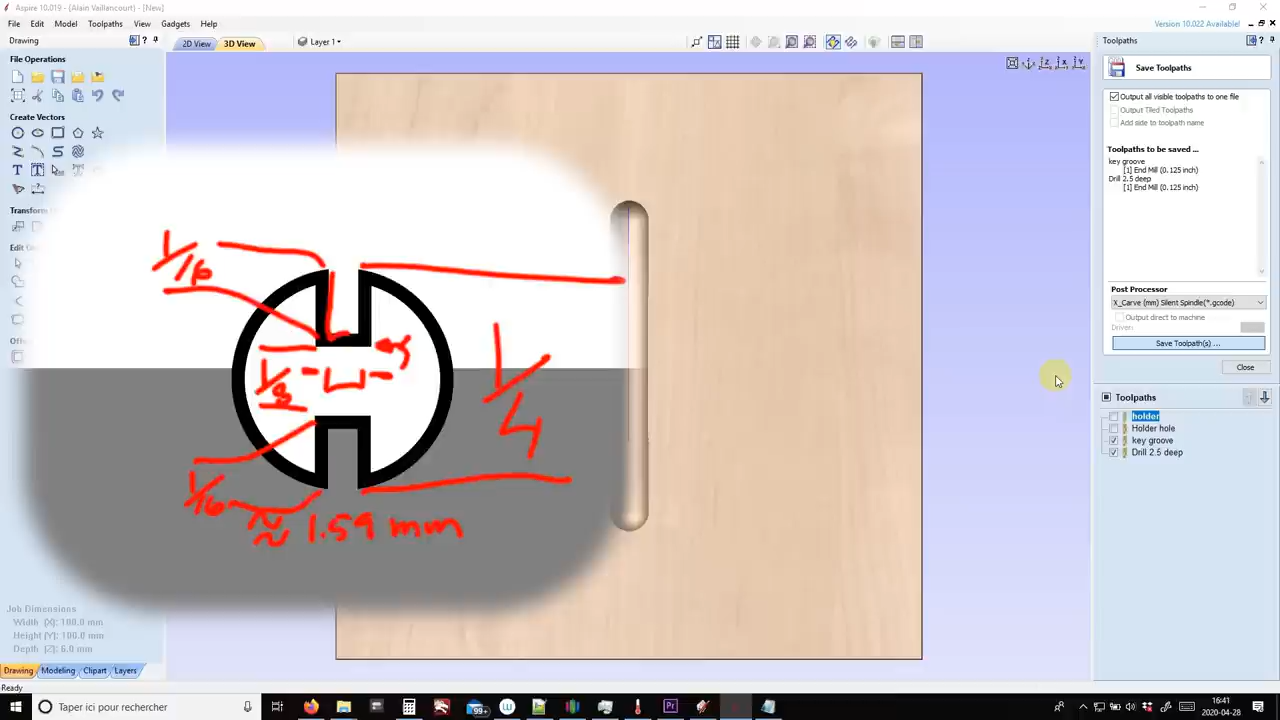 Aspire 10.019 - (Alain Vaillancourt) - [New]
File Edit Model Toolpaths View Gadgets Help
Version 10.022 Available!
Drawing
2D View
3D View
Layer 1
Toolpaths
File Operations
Create Vectors
Transform
Edit O
Offs
Job Dimensions
Width (X): 100.0 mm
Height (Y): 100.0 mm
Depth (Z): 6.0 mm
Drawing Modeling Clipart Layers
Ready
1/16
1/8
1/4
1/16
≈ 1.59 mm
Save Toolpaths
Output all visible toolpaths to one file
Output Tiled Toolpaths
Add side to toolpath name
Toolpaths to be saved ...
key groove
[1] End Mill (0.125 inch)
Drill 2.5 deep
[1] End Mill (0.125 inch)
Post Processor
X_Carve (mm) Silent Spindle(*.gcode)
Output direct to machine
Driver:
Save Toolpath(s) ...
Close
Toolpaths
holder
Holder hole
key groove
Drill 2.5 deep
Taper ici pour rechercher
99+
16:41
2020-04-28